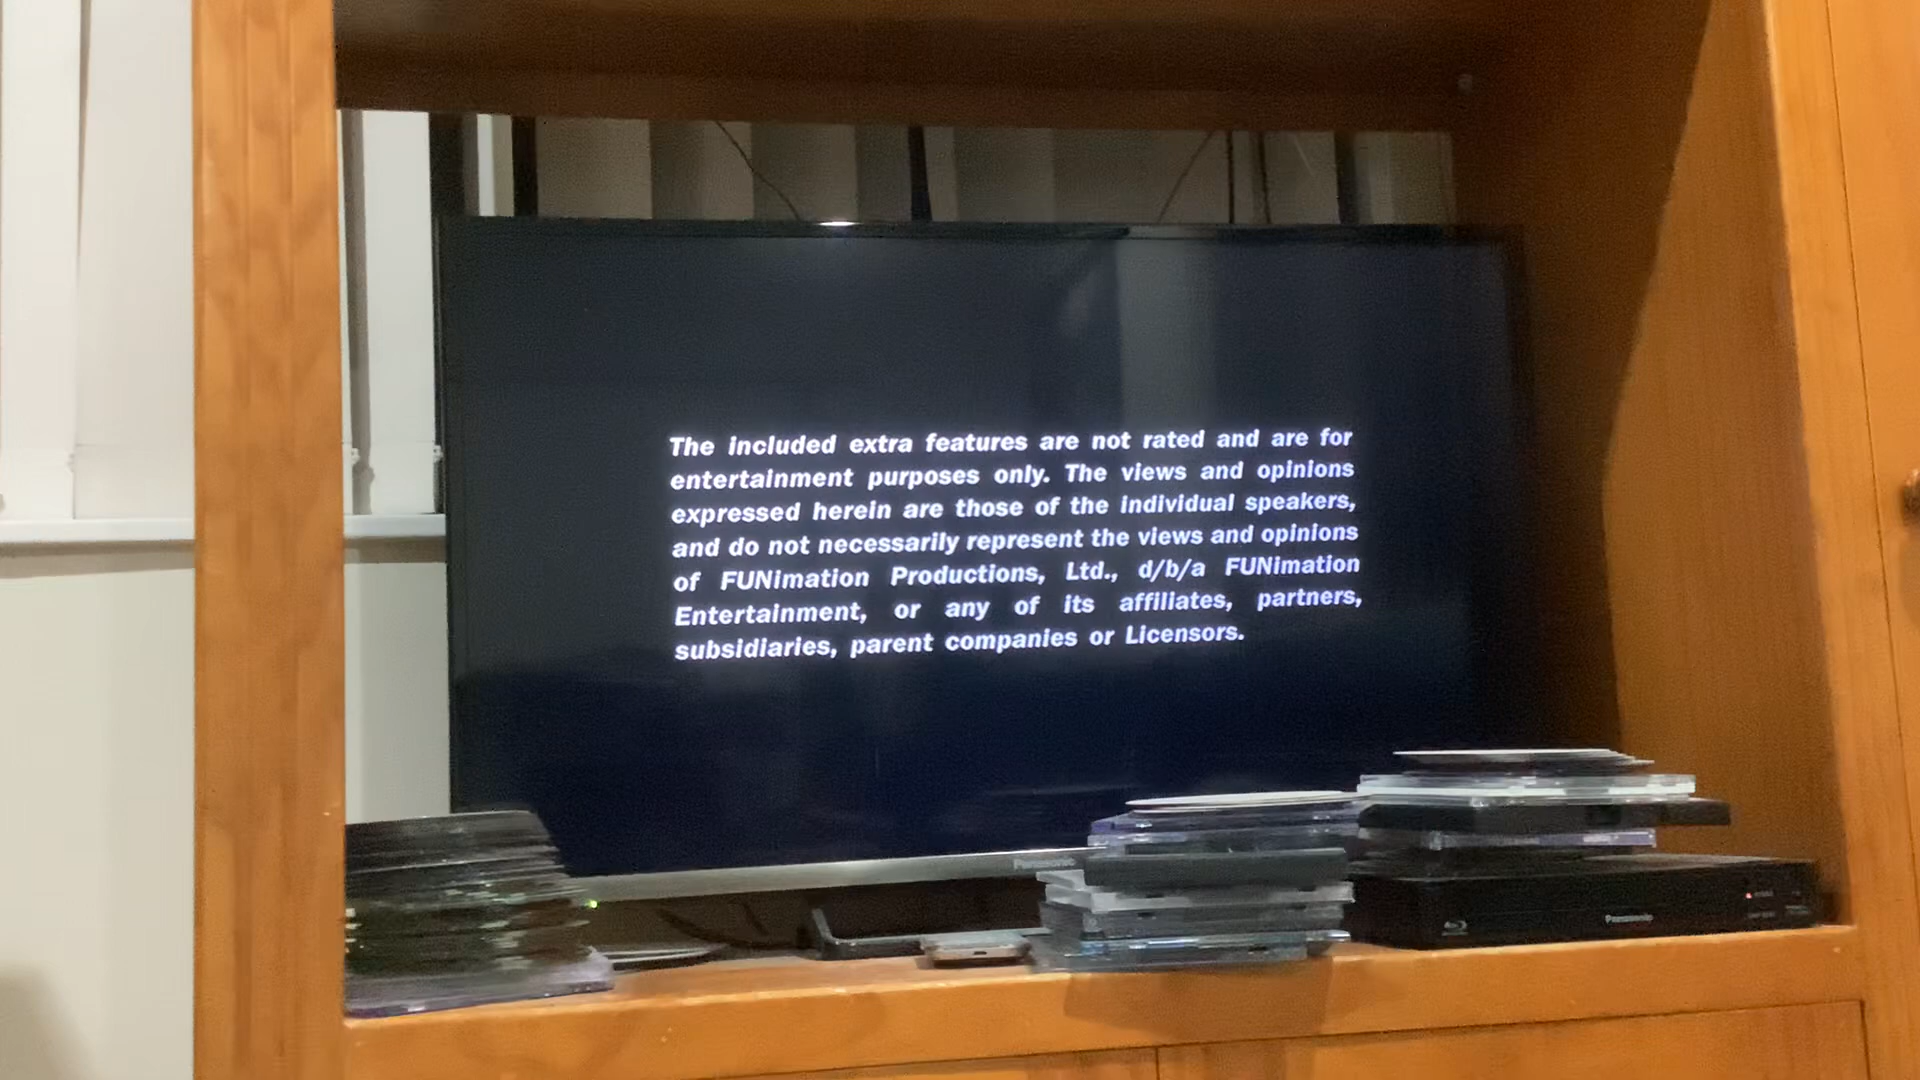 The included extra features are not rated and are for
entertainment purposes only. The views and opinions
expressed herein are those of the individual speakers,
and do not necessarily represent the views and opinions
of FUNimation Productions, Ltd., d/b/a FUNimation
Entertainment, or any of its affiliates, partners,
subsidiaries, parent companies or Licensors.
Panasonic
Panasonic